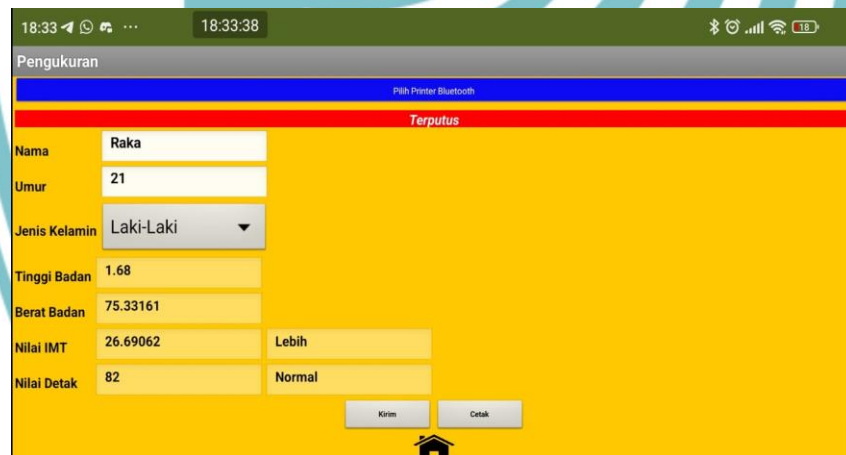 18:33 ... 18:33:38 18
Pengukuran
Pilih Printer Bluetooth
Terputus
Nama Raka
Umur 21
Jenis Kelamin Laki-Laki
Tinggi Badan 1.68
Berat Badan 75.33161
Nilai IMT 26.69062 Lebih
Nilai Detak 82 Normal
Kirim Cetak